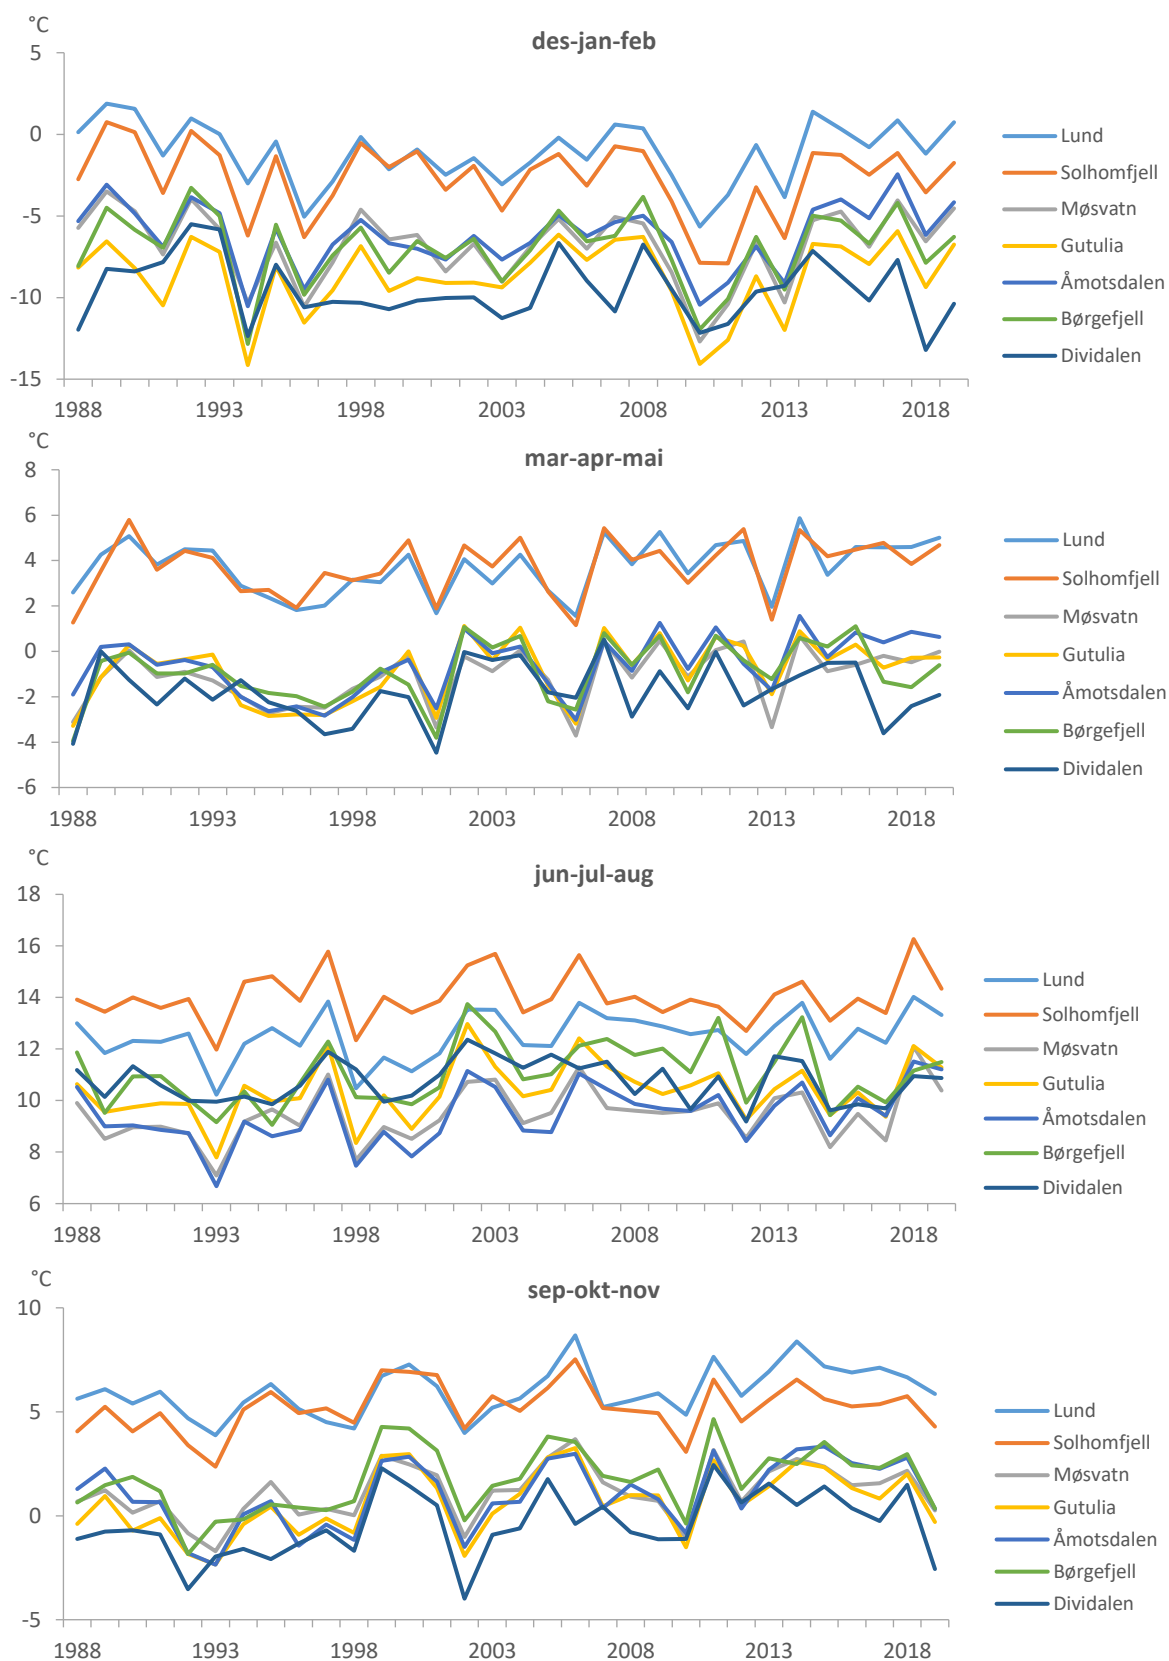 °C
des-jan-feb
5
0
-5
-10
-15
1988 1993 1998 2003 2008 2013 2018
Lund
Solhomfjell
Møsvatn
Gutulia
Åmotsdalen
Børgefjell
Dividalen
°C
mar-apr-mai
8
6
4
2
0
-2
-4
-6
1988 1993 1998 2003 2008 2013 2018
Lund
Solhomfjell
Møsvatn
Gutulia
Åmotsdalen
Børgefjell
Dividalen
°C
jun-jul-aug
18
16
14
12
10
8
6
1988 1993 1998 2003 2008 2013 2018
Lund
Solhomfjell
Møsvatn
Gutulia
Åmotsdalen
Børgefjell
Dividalen
°C
sep-okt-nov
10
5
0
-5
1988 1993 1998 2003 2008 2013 2018
Lund
Solhomfjell
Møsvatn
Gutulia
Åmotsdalen
Børgefjell
Dividalen